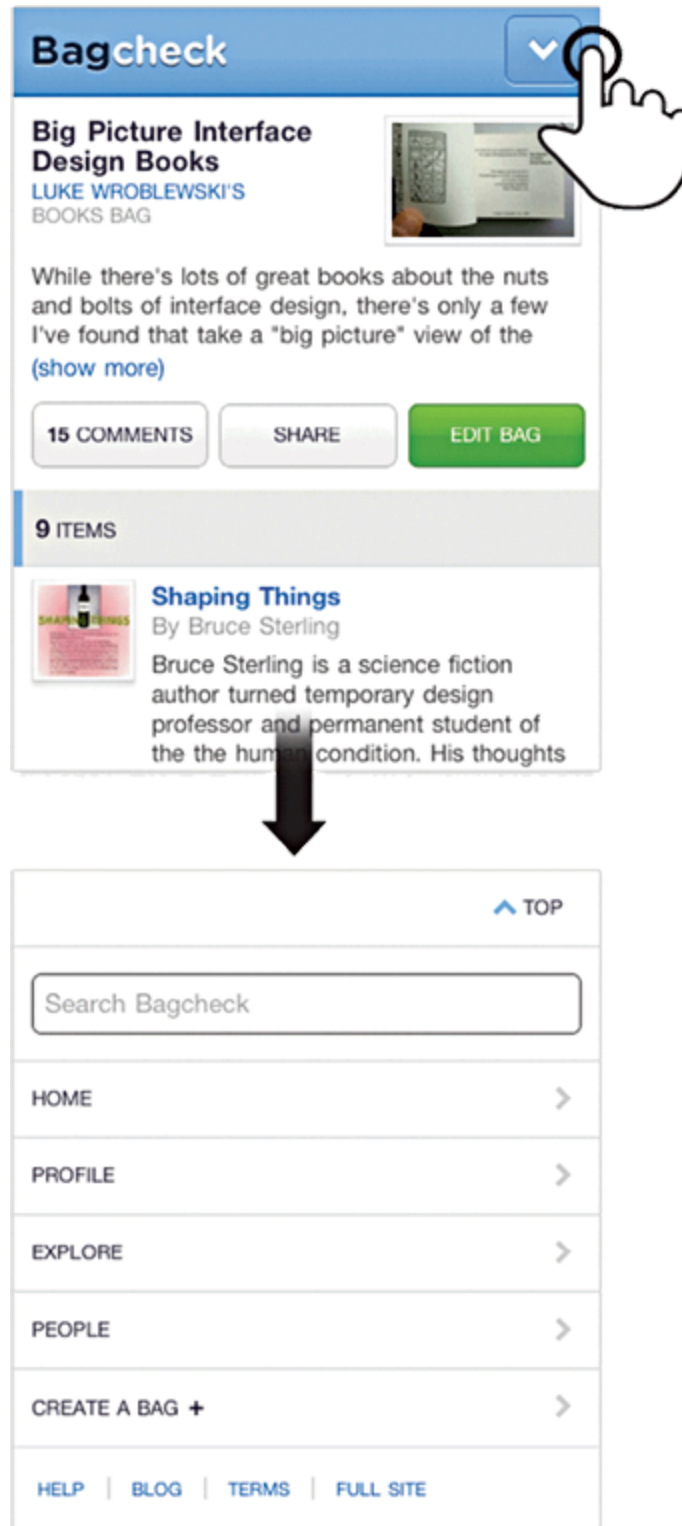 Bagcheck
Big Picture Interface
Design Books
LUKE WROBLEWSKI'S
BOOKS BAG
While there's lots of great books about the nuts
and bolts of interface design, there's only a few
I've found that take a "big picture" view of the
(show more)
15 COMMENTS SHARE EDIT BAG
9 ITEMS
SHAPING THINGS
Shaping Things
By Bruce Sterling
Bruce Sterling is a science fiction
author turned temporary design
professor and permanent student of
the the human condition. His thoughts
TOP
Search Bagcheck
HOME
PROFILE
EXPLORE
PEOPLE
CREATE A BAG +
HELP | BLOG | TERMS | FULL SITE